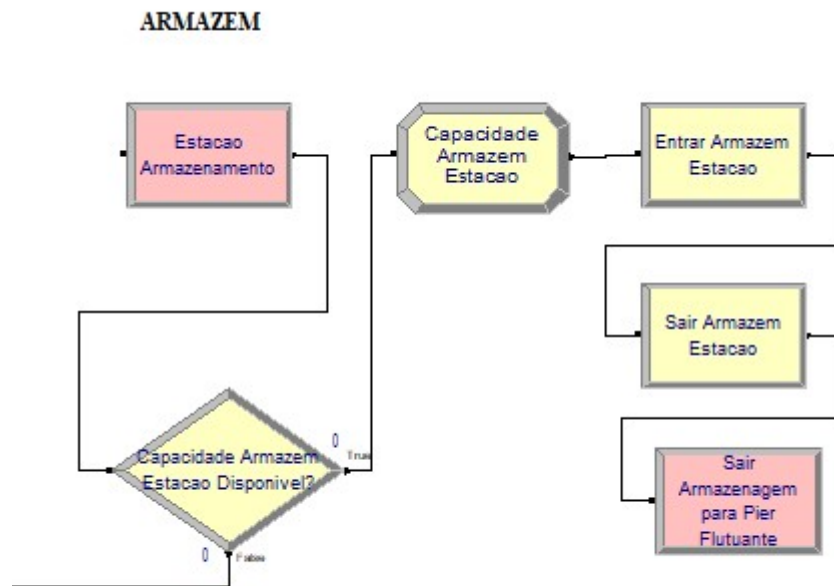 ARMAZEM
Estacao
Armazenamento
Capacidade
Armazem
Estacao
Entrar Armazem
Estacao
Sair Armazem
Estacao
Capacidade Armazem
Estacao Disponivel?
0
True
0
False
Sair
Armazenagem
para Pier
Flutuante